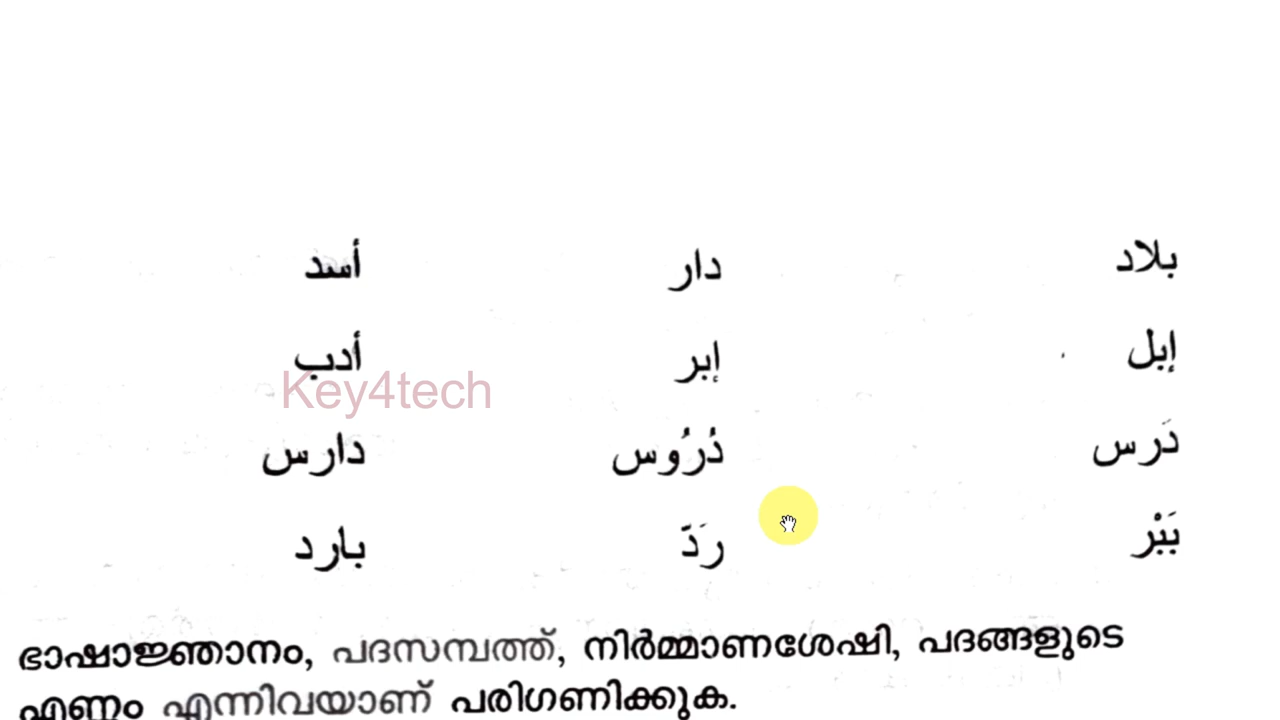 بلاد دار أسد
إبل إبر أدب
Key4tech
دَرس دُرُوس دارس
بَبْر رَدّ بارد
ഭാഷാജ്ഞാനം, പദസമ്പത്ത്, നിർമ്മാണശേഷി, പദങ്ങളുടെ
എണ്ണം എന്നിവയാണ് പരിഗണിക്കുക.